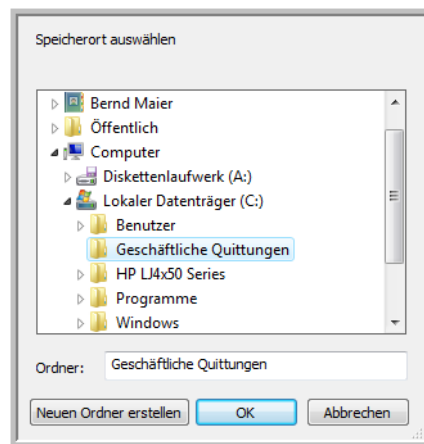 Speicherort auswählen
Bernd Maier
Öffentlich
Computer
Diskettenlaufwerk (A:)
Lokaler Datenträger (C:)
Benutzer
Geschäftliche Quittungen
HP LJ4x50 Series
Programme
Windows
Ordner: Geschäftliche Quittungen
Neuen Ordner erstellen OK Abbrechen